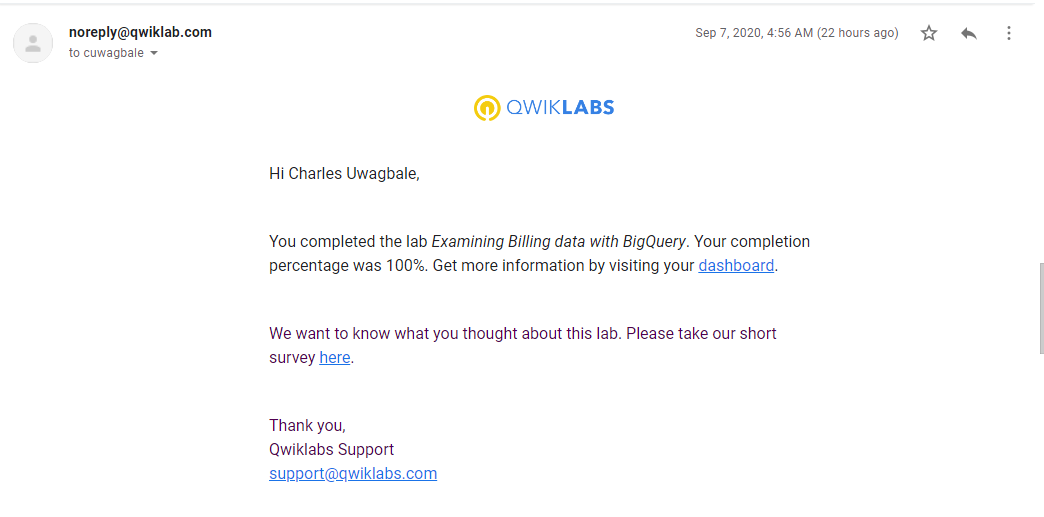 noreply@qwiklab.com
Sep 7, 2020, 4:56 AM (22 hours ago)
to cuwagbale
QWIKLABS
Hi Charles Uwagbale,
You completed the lab Examining Billing data with BigQuery. Your completion
percentage was 100%. Get more information by visiting your dashboard.
We want to know what you thought about this lab. Please take our short
survey here.
Thank you,
Qwiklabs Support
support@qwiklabs.com